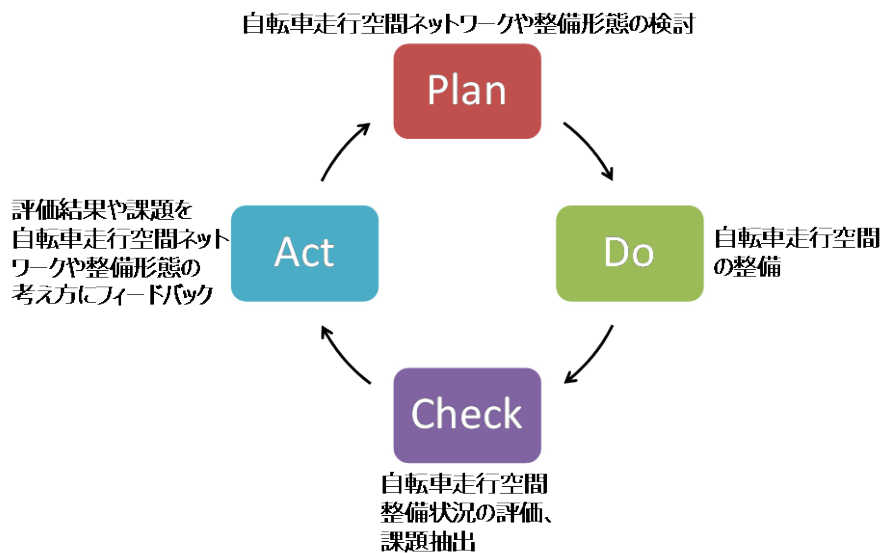 自転車走行空間ネットワークや整備形態の検討
Plan
評価結果や課題を
自転車走行空間ネット
ワークや整備形態の
考え方にフィードバック
Act
Do
自転車走行空間
の整備
Check
自転車走行空間
整備状況の評価、
課題抽出